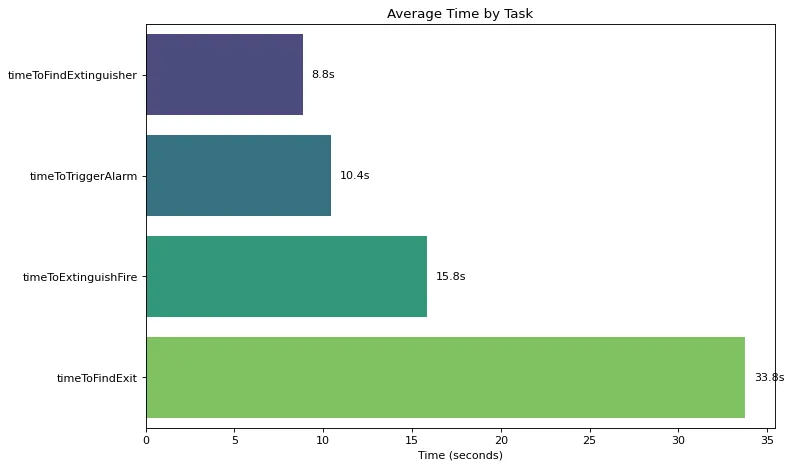 Average Time by Task
timeToFindExtinguisher
8.8s
timeToTriggerAlarm
10.4s
timeToExtinguishFire
15.8s
timeToFindExit
33.8s
0 5 10 15 20 25 30 35
Time (seconds)